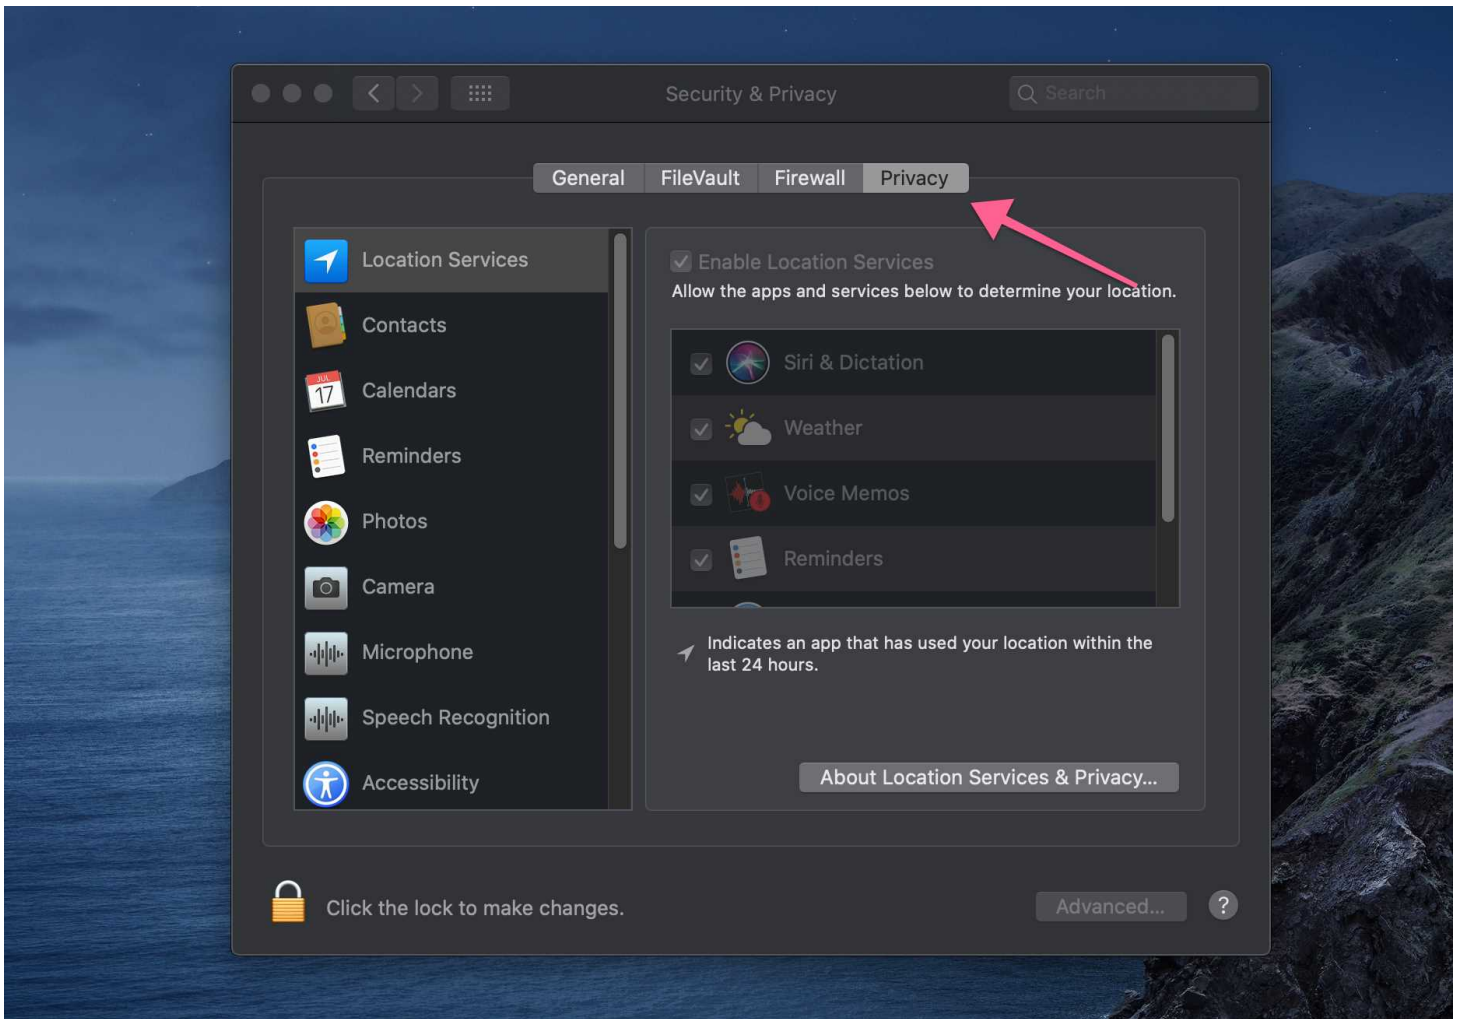 Security & Privacy
Search
General
FileVault
Firewall
Privacy
Location Services
Contacts
JUL
17
Calendars
Reminders
Photos
Camera
Microphone
Speech Recognition
Accessibility
Enable Location Services
Allow the apps and services below to determine your location.
Siri & Dictation
Weather
Voice Memos
Reminders
Indicates an app that has used your location within the
last 24 hours.
About Location Services & Privacy...
Click the lock to make changes.
Advanced...
?